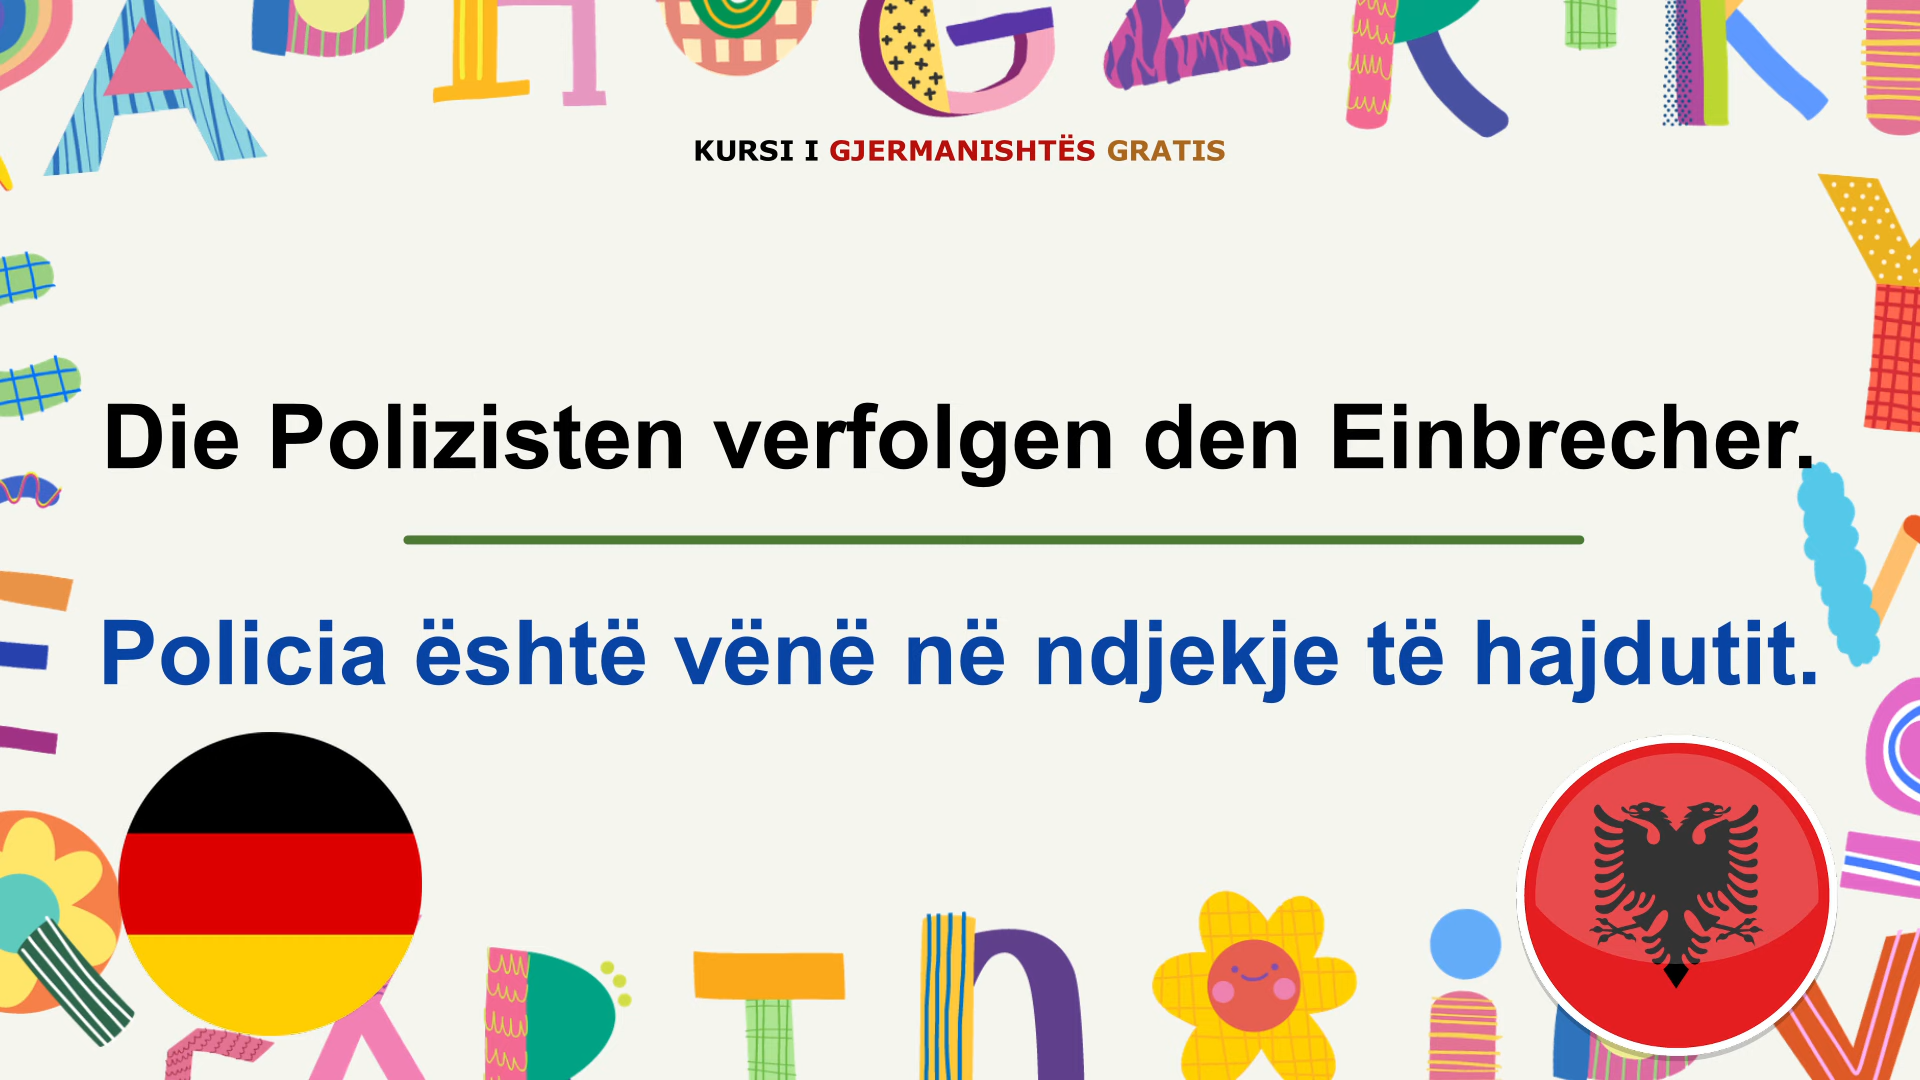 KURSI I GJERMANISHTËS GRATIS
Die Polizisten verfolgen den Einbrecher.
Policia është vënë në ndjekje të hajdutit.